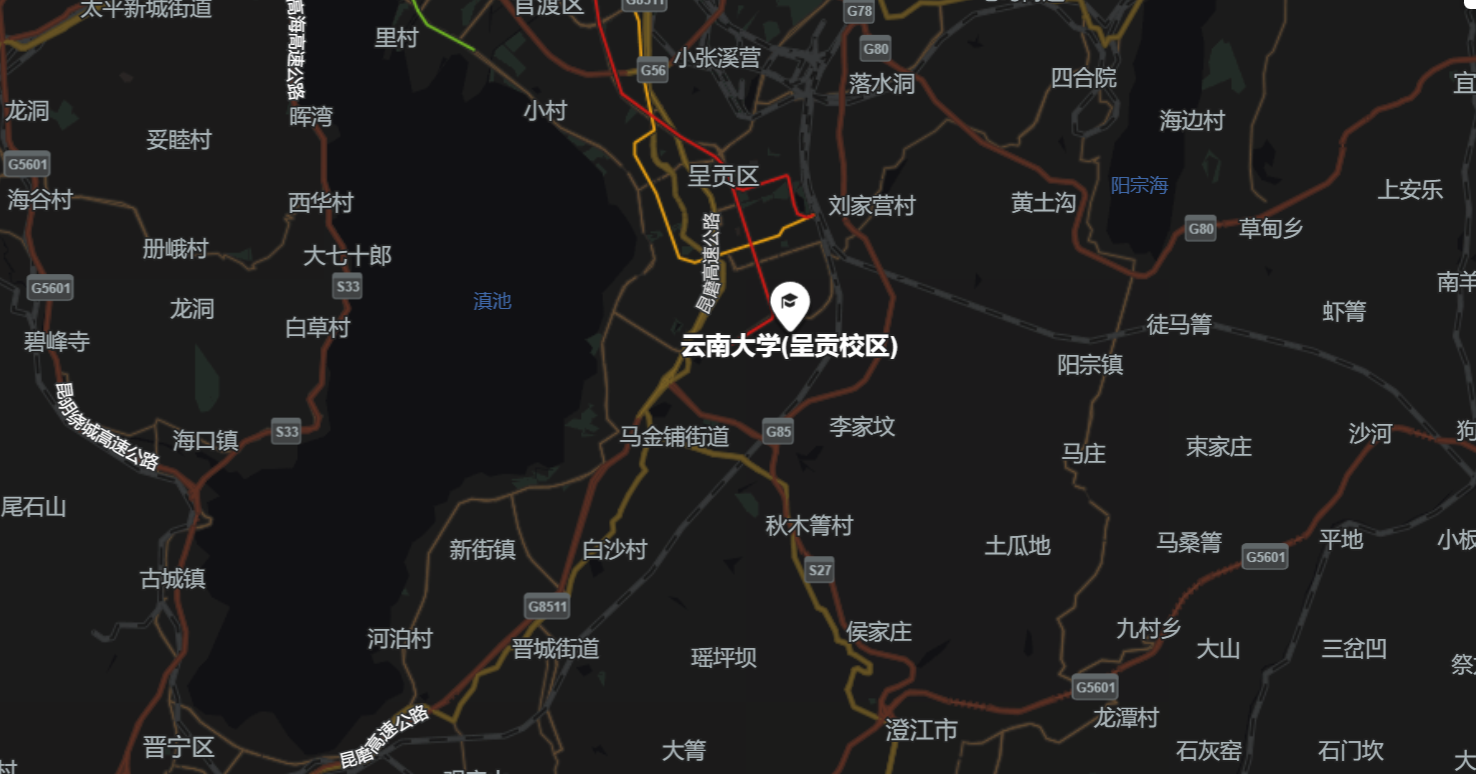 太平新城街道
官渡区
G8511
G78
高海高速公路
里村
G80
小张溪营
G56
四合院
落水洞
龙洞
小村
晖湾
海边村
妥睦村
G5601
呈贡区
阳宗海
上安乐
海谷村
西华村
刘家营村
黄土沟
G80
草甸乡
册峨村
大七十郎
昆磨高速公路
G5601
S33
南羊
滇池
龙洞
虾箐
白草村
徒马箐
碧峰寺
云南大学(呈贡校区)
阳宗镇
昆明绕城高速公路
海口镇
S33
马金铺街道
G85
李家坟
沙河
束家庄
马庄
尾石山
秋木箐村
新街镇
白沙村
土瓜地
马桑箐
平地
小板
G5601
S27
古城镇
G8511
河泊村
侯家庄
九村乡
晋城街道
瑶坪坝
大山
三岔凹
G5601
昆磨高速公路
龙潭村
澄江市
晋宁区
大箐
石灰窑
石门坎